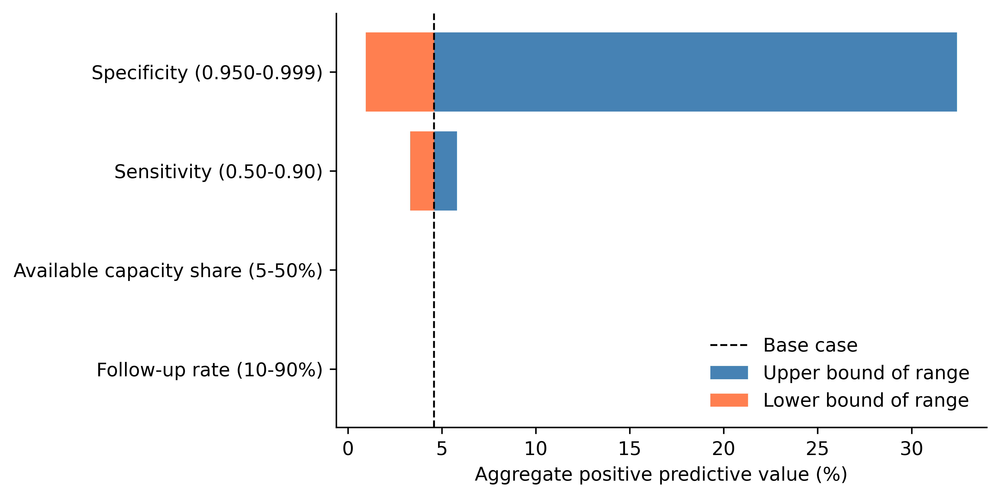 Specificity (0.950-0.999)
Sensitivity (0.50-0.90)
Available capacity share (5-50%)
Follow-up rate (10-90%)
Base case
Upper bound of range
Lower bound of range
0 5 10 15 20 25 30
Aggregate positive predictive value (%)